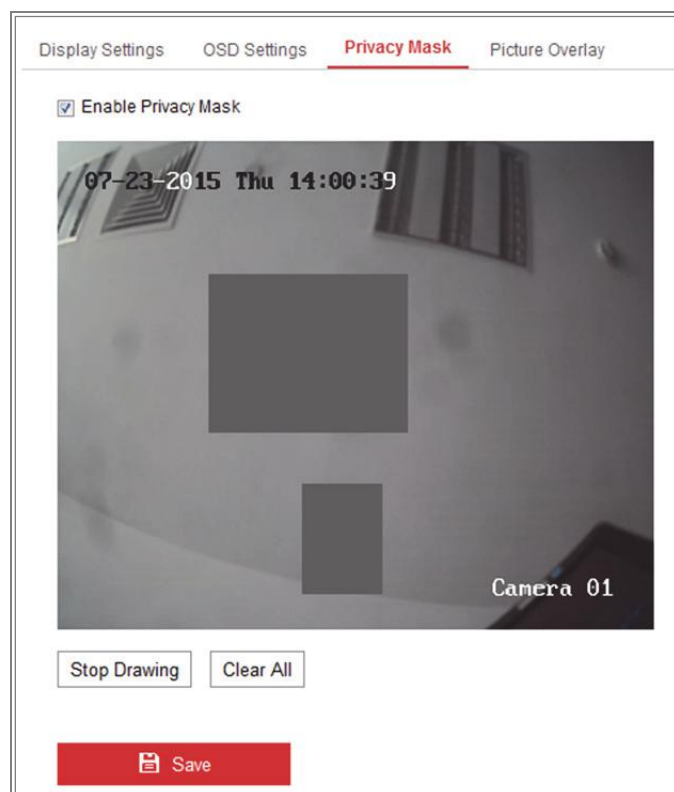 Display Settings OSD Settings Privacy Mask Picture Overlay
Enable Privacy Mask
07-23-2015 Thu 14:00:39
Camera 01
Stop Drawing Clear All
Save